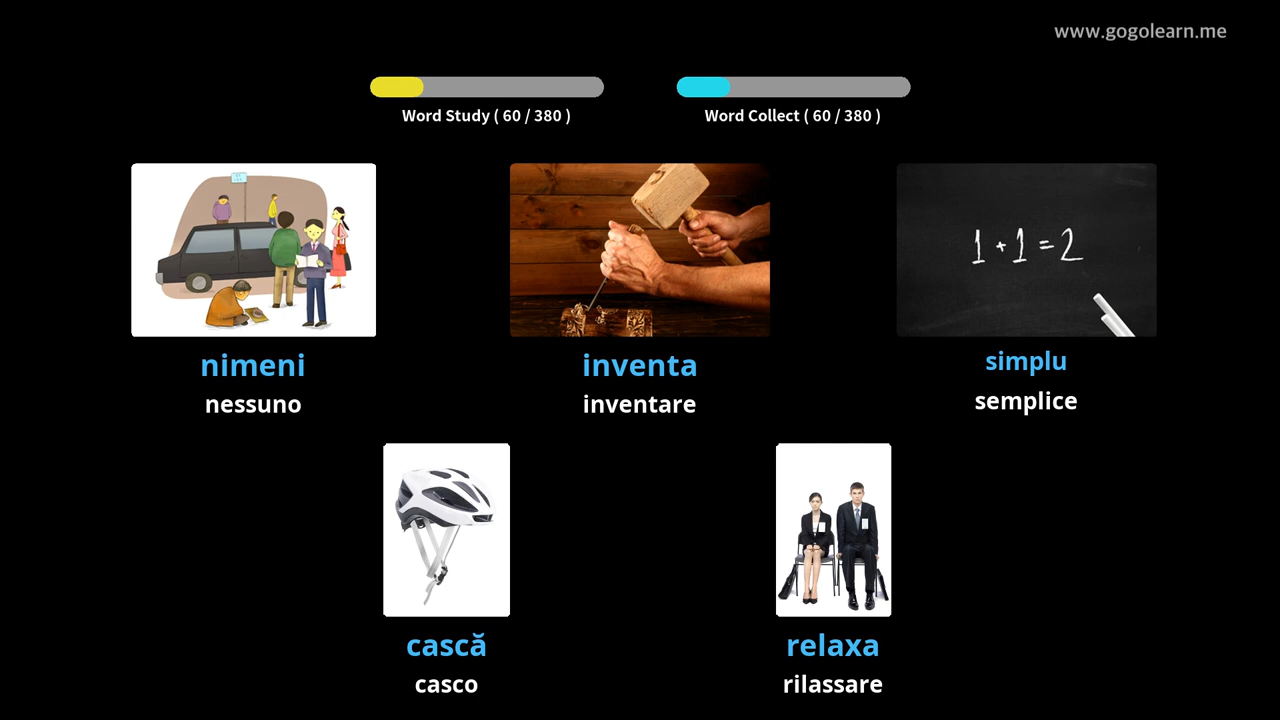 www.gogolearn.me
Word Study ( 60 / 380 )
Word Collect ( 60 / 380 )
1 + 1 = 2
nimeni
nessuno
inventa
inventare
simplu
semplice
cască
casco
relaxa
rilassare